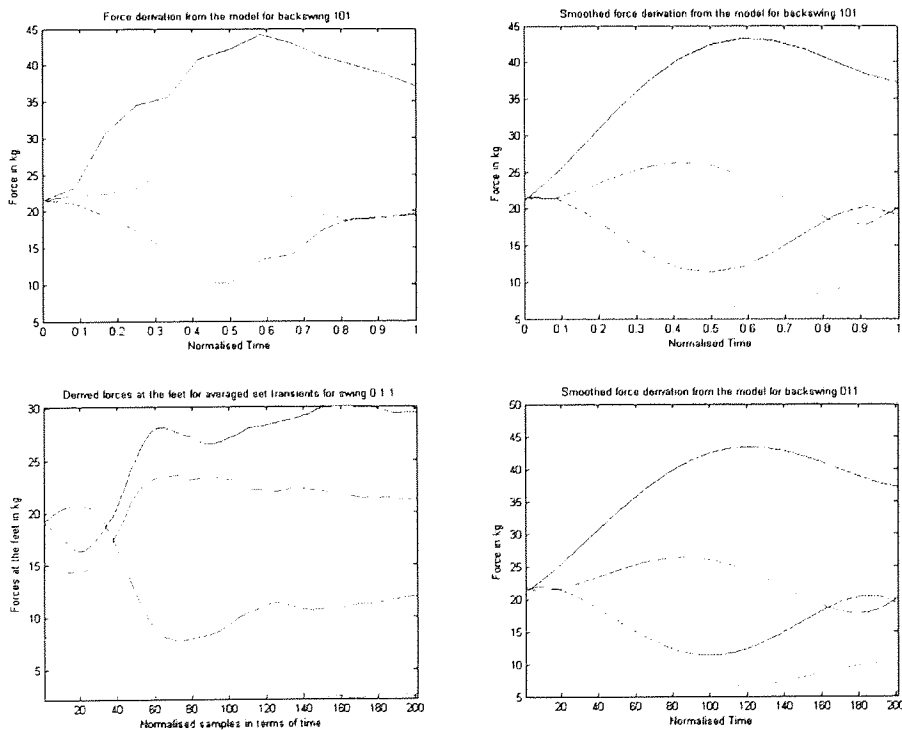 Force derivation from the model for backswing 101
45
40
35
30
25
20
15
10
5
Force in kg
0 0.1 0.2 0.3 0.4 0.5 0.6 0.7 0.8 0.9 1
Normalised Time
Smoothed force derivation from the model for backswing 101
45
40
35
30
25
20
15
10
5
Force in kg
0 0.1 0.2 0.3 0.4 0.5 0.6 0.7 0.8 0.9 1
Normalised Time
Derived forces at the feet for averaged set transients for swing 0 1 1
30
25
20
15
10
5
Forces at the feet in kg
20 40 60 80 100 120 140 160 180 200
Normalised samples in terms of time
Smoothed force derivation from the model for backswing 011
50
45
40
35
30
25
20
15
10
5
Force in kg
20 40 60 80 100 120 140 160 180 200
Normalised Time